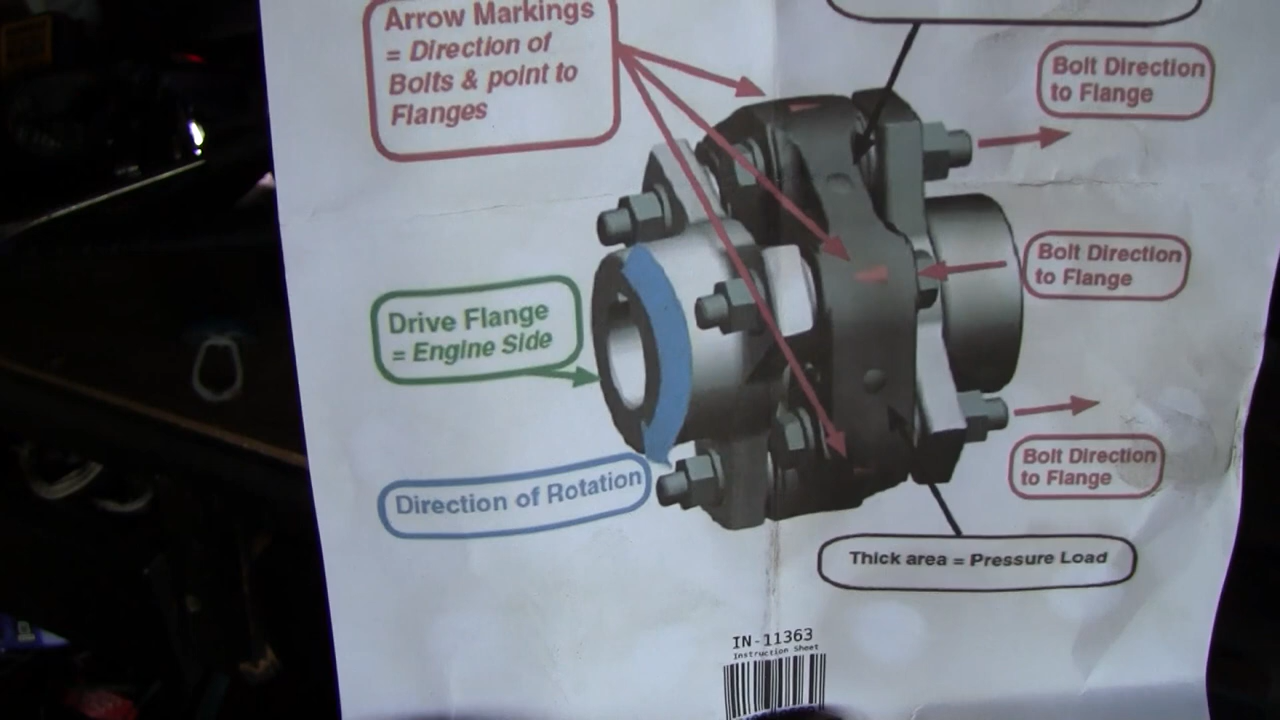 Arrow Markings
= Direction of
Bolts & point to
Flanges
Bolt Direction
to Flange
Bolt Direction
to Flange
Drive Flange
= Engine Side
Bolt Direction
to Flange
Direction of Rotation
Thick area = Pressure Load
IN-11363
Instruction Sheet